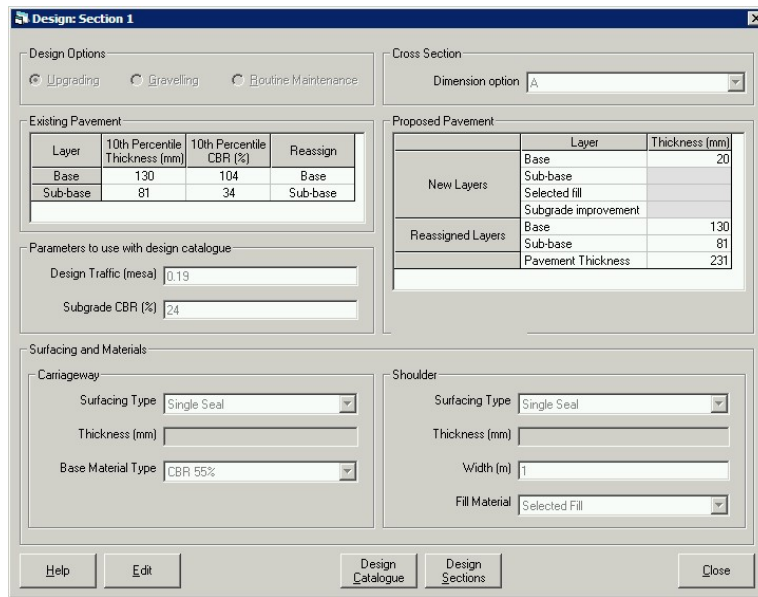 Design: Section 1
Design Options
Upgrading Gravelling Routine Maintenance
Cross Section
Dimension option A
Existing Pavement
Layer 10th Percentile Thickness (mm) 10th Percentile CBR (%) Reassign
Base 130 104 Base
Sub-base 81 34 Sub-base
Parameters to use with design catalogue
Design Traffic (mesa) 0.19
Subgrade CBR (%) 24
Proposed Pavement
Layer Thickness (mm)
New Layers
Base 20
Sub-base
Selected fill
Subgrade improvement
Reassigned Layers
Base 130
Sub-base 81
Pavement Thickness 231
Surfacing and Materials
Carriageway
Surfacing Type Single Seal
Thickness (mm)
Base Material Type CBR 55%
Shoulder
Surfacing Type Single Seal
Thickness (mm)
Width (m) 1
Fill Material Selected Fill
Help Edit Design Catalogue Design Sections Close